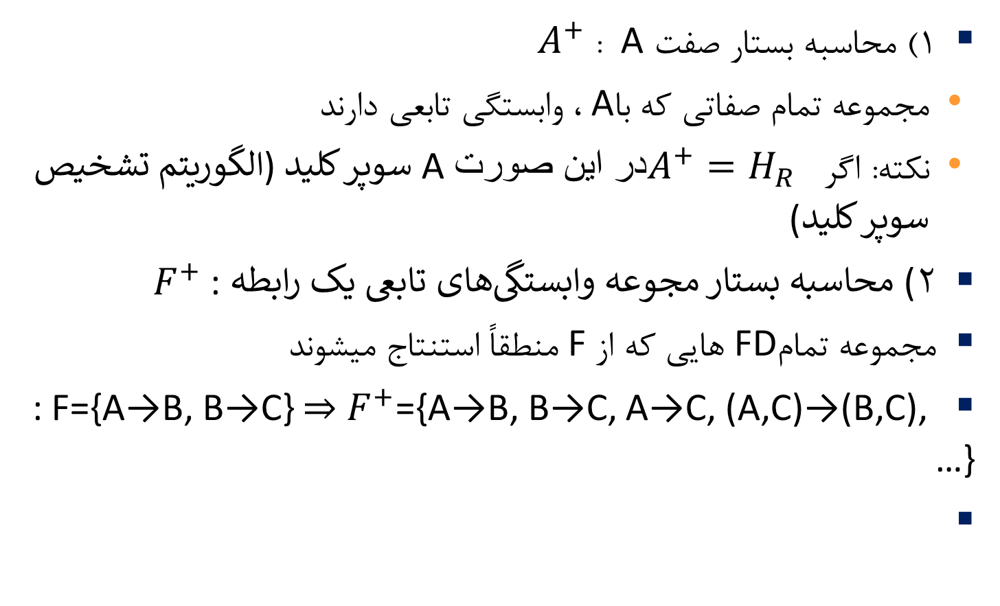 ۱) محاسبه بستار صفت A : A⁺
مجموعه تمام صفاتی که باA ، وابستگی تابعی دارند
نکته: اگر A⁺ = H_R در این صورت A سوپر کلید (الگوریتم تشخیص
سوپر کلید)
۲) محاسبه بستار مجوعه وابستگی‌های تابعی یک رابطه : F⁺
مجموعه تمامFD هایی که از F منطقاً استنتاج میشوند
: F={A→B, B→C} ⇒ F⁺={A→B, B→C, A→C, (A,C)→(B,C),
...}